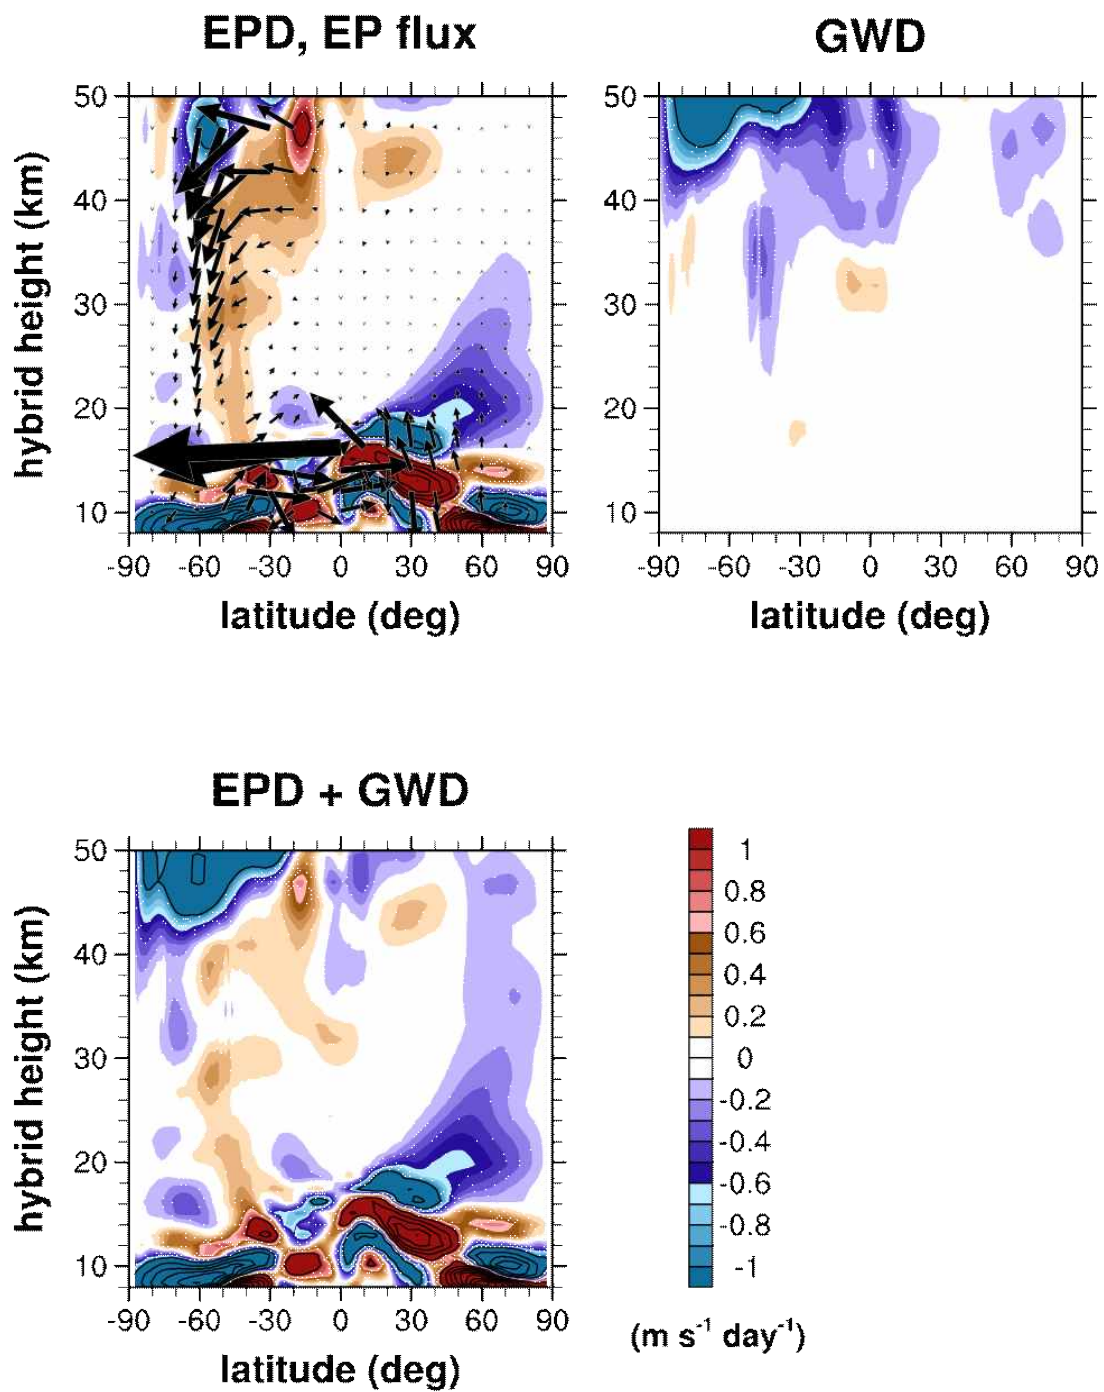 EPD, EP flux
GWD
hybrid height (km)
50
40
30
20
10
-90 -60 -30 0 30 60 90
latitude (deg)
50
40
30
20
10
-90 -60 -30 0 30 60 90
latitude (deg)
EPD + GWD
hybrid height (km)
50
40
30
20
10
-90 -60 -30 0 30 60 90
latitude (deg)
1
0.8
0.6
0.4
0.2
0
-0.2
-0.4
-0.6
-0.8
-1
(m s⁻¹ day⁻¹)